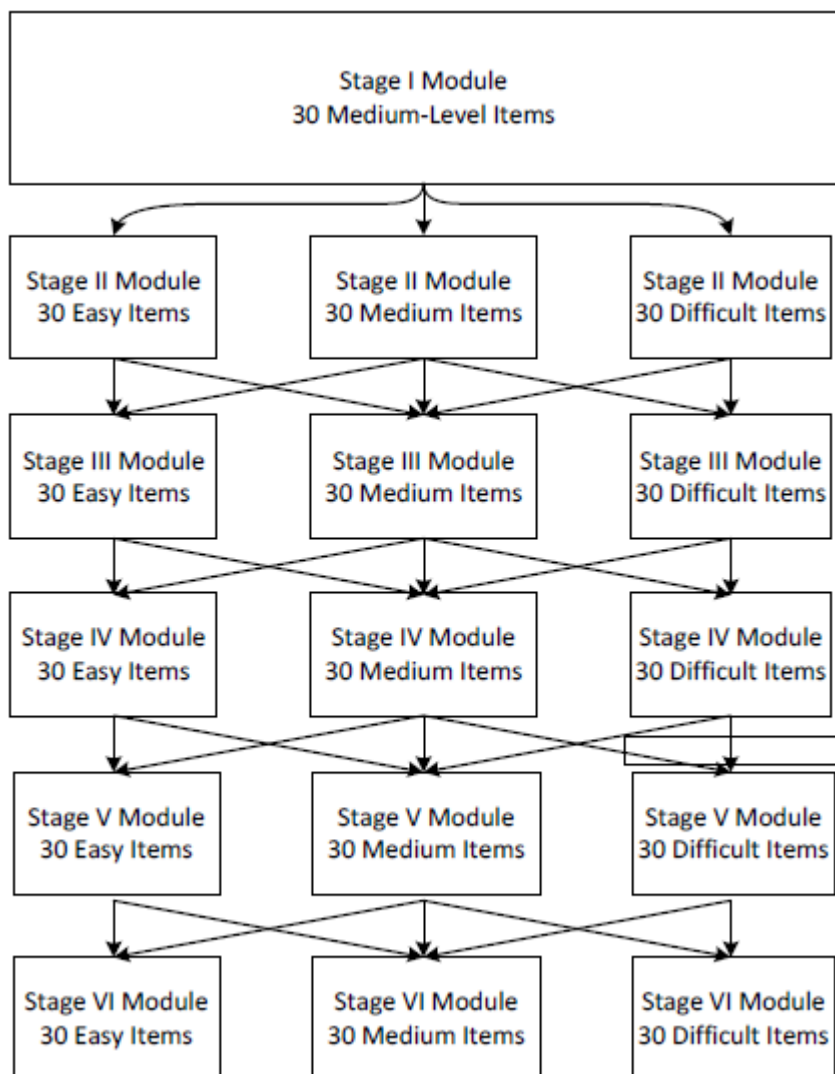 Stage I Module
30 Medium-Level Items
Stage II Module
30 Easy Items
Stage II Module
30 Medium Items
Stage II Module
30 Difficult Items
Stage III Module
30 Easy Items
Stage III Module
30 Medium Items
Stage III Module
30 Difficult Items
Stage IV Module
30 Easy Items
Stage IV Module
30 Medium Items
Stage IV Module
30 Difficult Items
Stage V Module
30 Easy Items
Stage V Module
30 Medium Items
Stage V Module
30 Difficult Items
Stage VI Module
30 Easy Items
Stage VI Module
30 Medium Items
Stage VI Module
30 Difficult Items